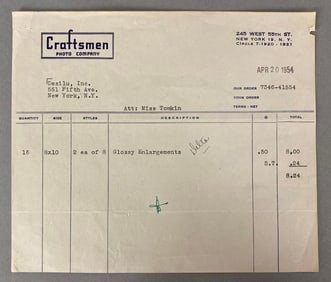 Craftsmen
PHOTO COMPANY
245 WEST 55TH ST.
NEW YORK 19, N. Y.
Circle 7-1920 - 1921
APR 20 1954
Desilu, Inc.
551 Fifth Ave.
New York, N.Y.
OUR ORDER 7346-41554
YOUR ORDER
TERMS - NET
Att: Miss Tomkin
QUANTITY SIZE STYLES DESCRIPTION @ TOTAL
16 8x10 2 ea of 8 Glossy Enlargements .50 8.00
S.T. .24
8.24